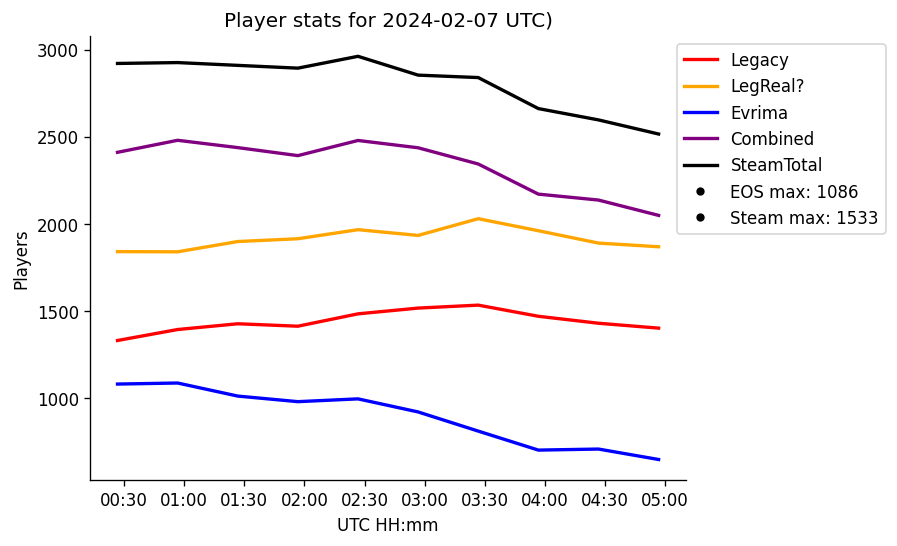 Player stats for 2024-02-07 UTC)
3000
2500
2000
1500
1000
Players
00:30 01:00 01:30 02:00 02:30 03:00 03:30 04:00 04:30 05:00
UTC HH:mm
Legacy
LegReal?
Evrima
Combined
SteamTotal
EOS max: 1086
Steam max: 1533